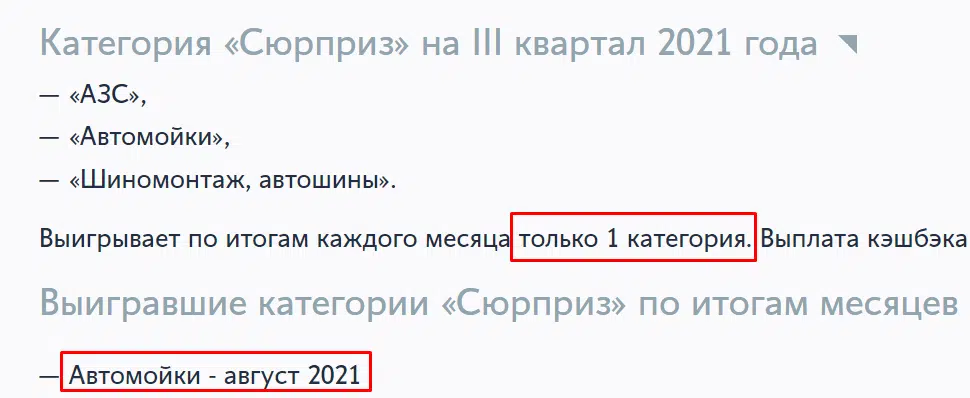 Категория «Сюрприз» на III квартал 2021 года
— «АЗС»,
— «Автомойки»,
— «Шиномонтаж, автошины».
Выигрывает по итогам каждого месяца только 1 категория. Выплата кэшбэка
Выигравшие категории «Сюрприз» по итогам месяцев
— Автомойки - август 2021